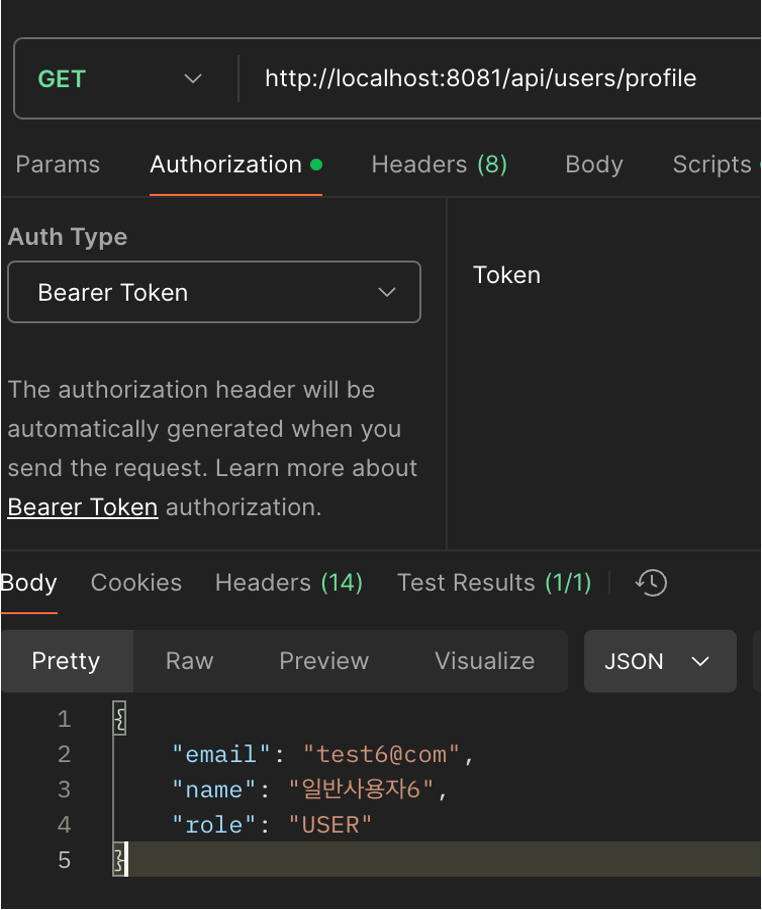 GET http://localhost:8081/api/users/profile
Params Authorization Headers (8) Body Scripts
Auth Type
Bearer Token
Token
The authorization header will be
automatically generated when you
send the request. Learn more about
Bearer Token authorization.
Body Cookies Headers (14) Test Results (1/1)
Pretty Raw Preview Visualize JSON
1 {
2 "email": "test6@com",
3 "name": "일반사용자6",
4 "role": "USER"
5 }